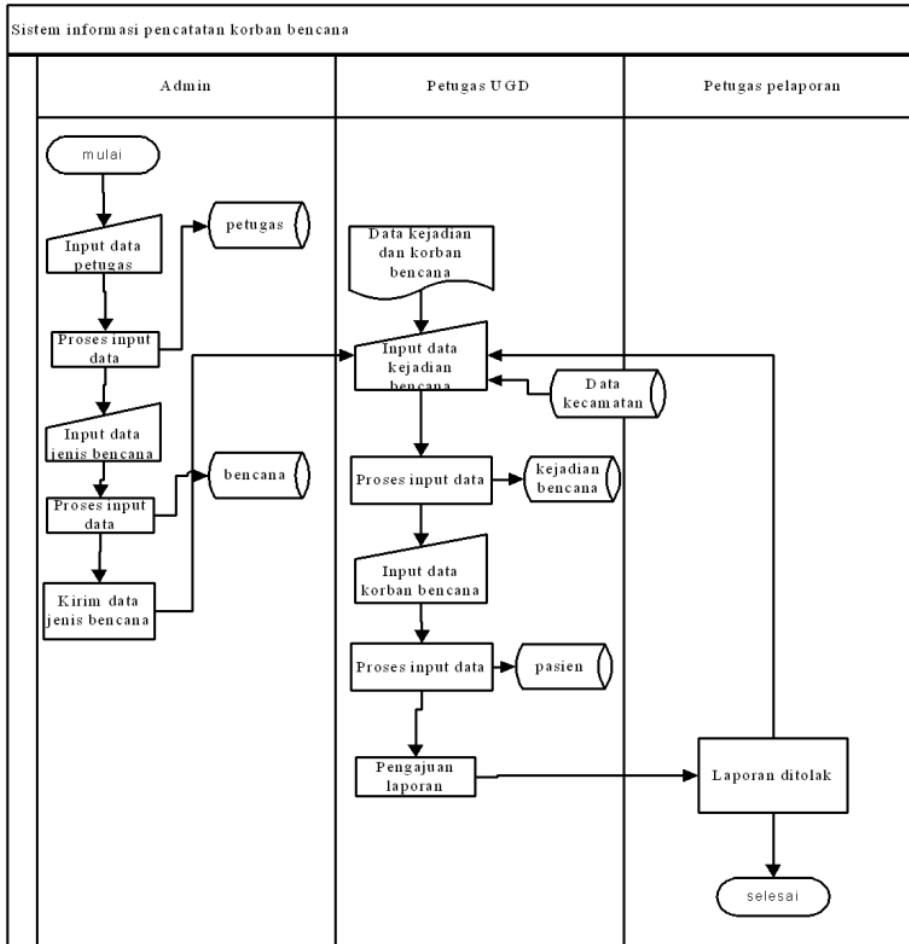 Sistem informasi pencatatan korban bencana
Admin
Petugas UGD
Petugas pelaporan
mulai
Input data
petugas
petugas
Proses input
data
Input data
jenis bencana
bencana
Proses input
data
Kirim data
jenis bencana
Data kejadian
dan korban
bencana
Input data
kejadian
bencana
Data
kecamatan
Proses input data
kejadian
bencana
Input data
korban bencana
Proses input data
pasien
Pengajuan
laporan
Laporan ditolak
selesai